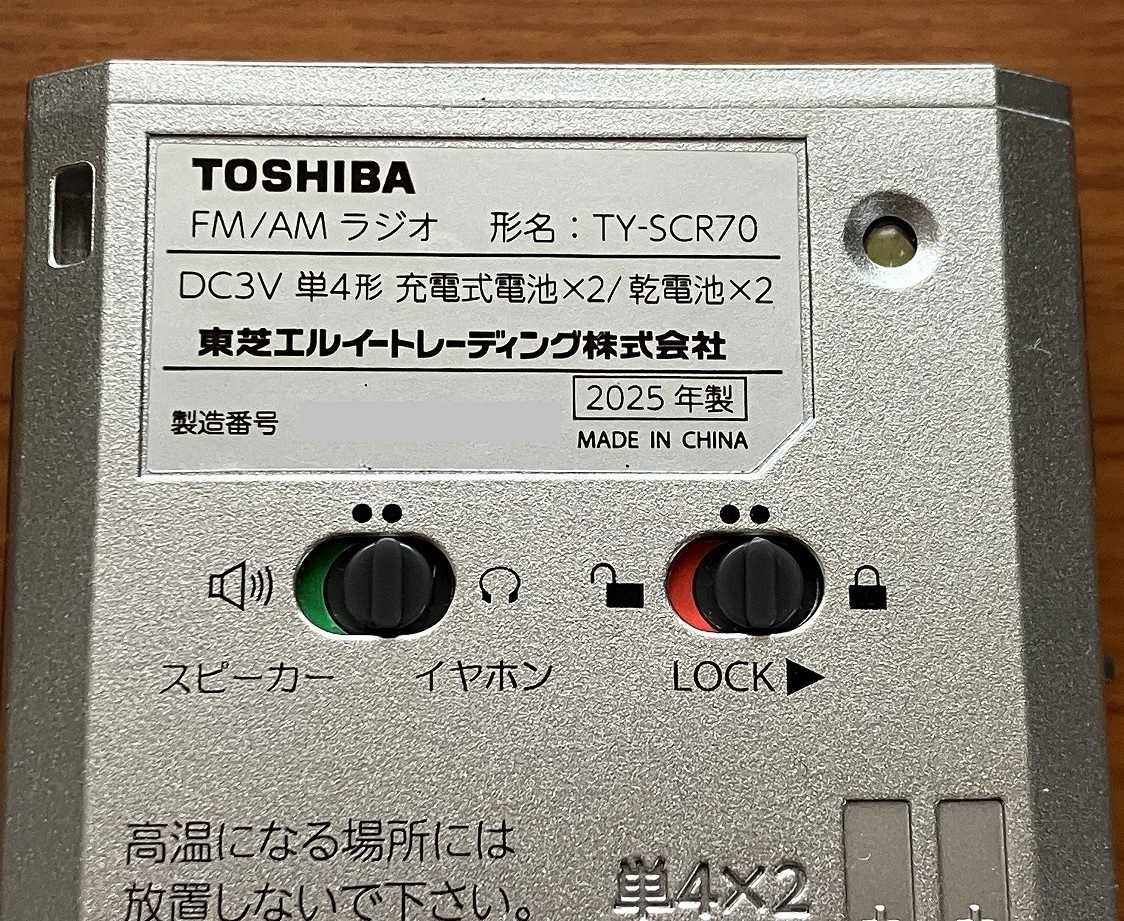 TOSHIBA
FM/AM ラジオ 形名：TY-SCR70
DC3V 単4形 充電式電池×2/乾電池×2
東芝エルイートレーディング株式会社
製造番号
2025 年製
MADE IN CHINA
スピーカー イヤホン LOCK▶
高温になる場所には
放置しないで下さい。
単4×2